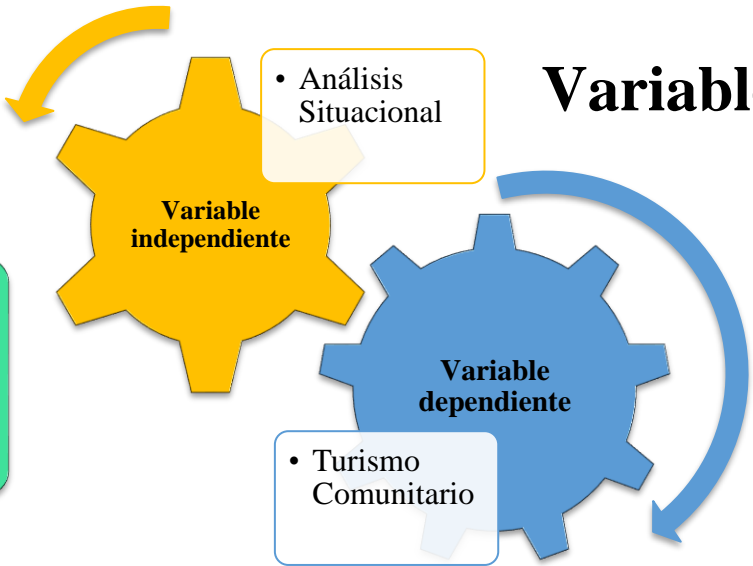 Variabl
• Análisis
Situacional
Variable
independiente
Variable
dependiente
• Turismo
Comunitario